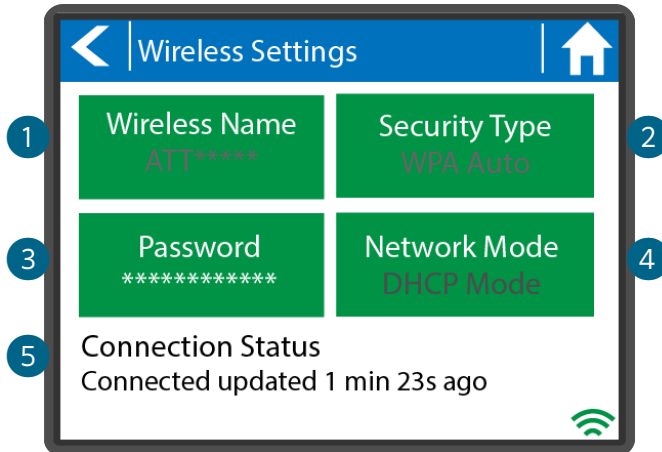 Wireless Settings
1
Wireless Name
ATT*****
Security Type
WPA Auto
2
3
Password
************
Network Mode
DHCP Mode
4
5
Connection Status
Connected updated 1 min 23s ago